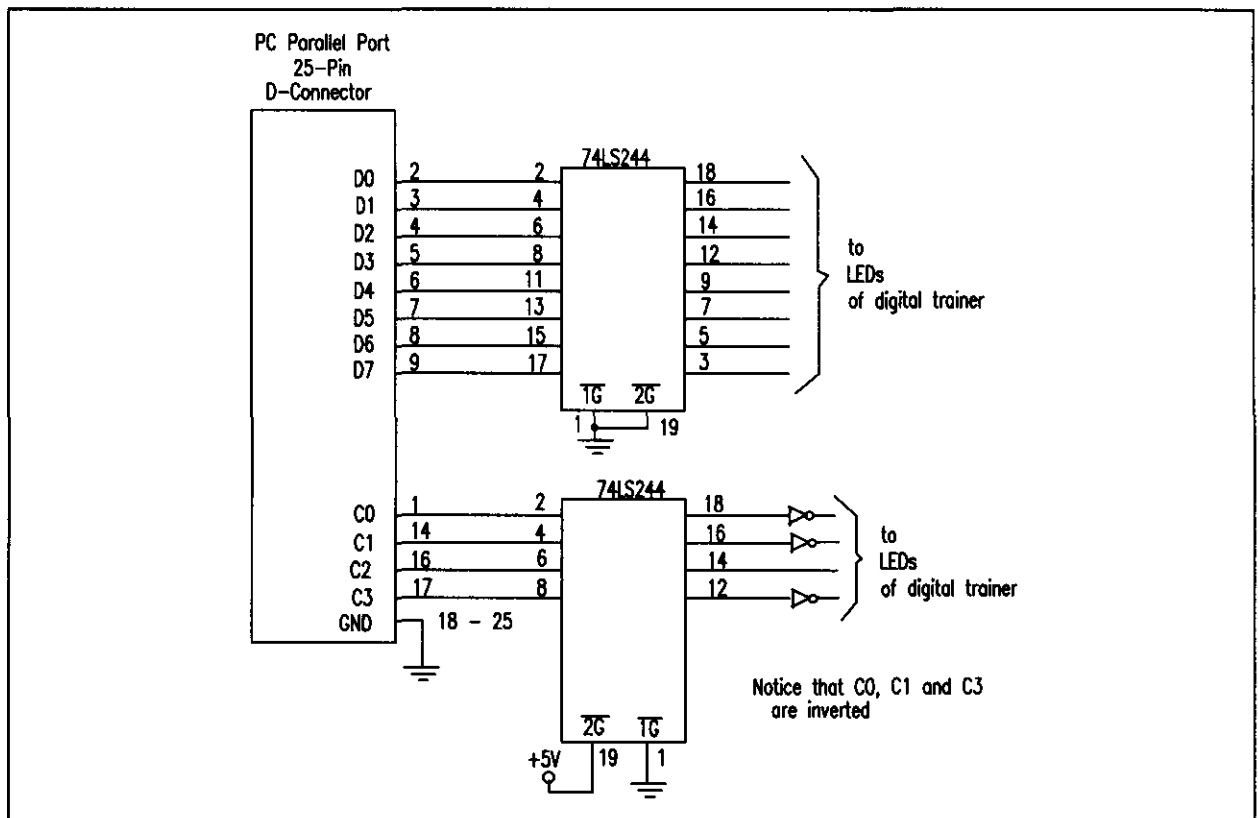 PC Parallel Port
25-Pin
D-Connector
74LS244
D0 2 2 18
D1 3 4 16
D2 4 6 14
D3 5 8 12
D4 6 11 9
D5 7 13 7
D6 8 15 5
D7 9 17 3
to
LEDs
of digital trainer
1G 2G
1 19
74LS244
C0 1 2 18
C1 14 4 16
C2 16 6 14
C3 17 8 12
GND 18 - 25
to
LEDs
of digital trainer
Notice that C0, C1 and C3
are inverted
2G 1G
+5V 19 1